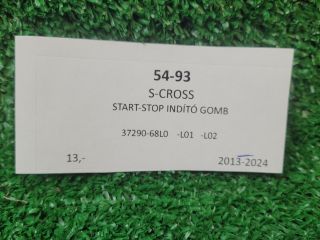 54-93
S-CROSS
START-STOP INDÍTÓ GOMB
37290-68L0 -L01 -L02
13,- 2013-2024